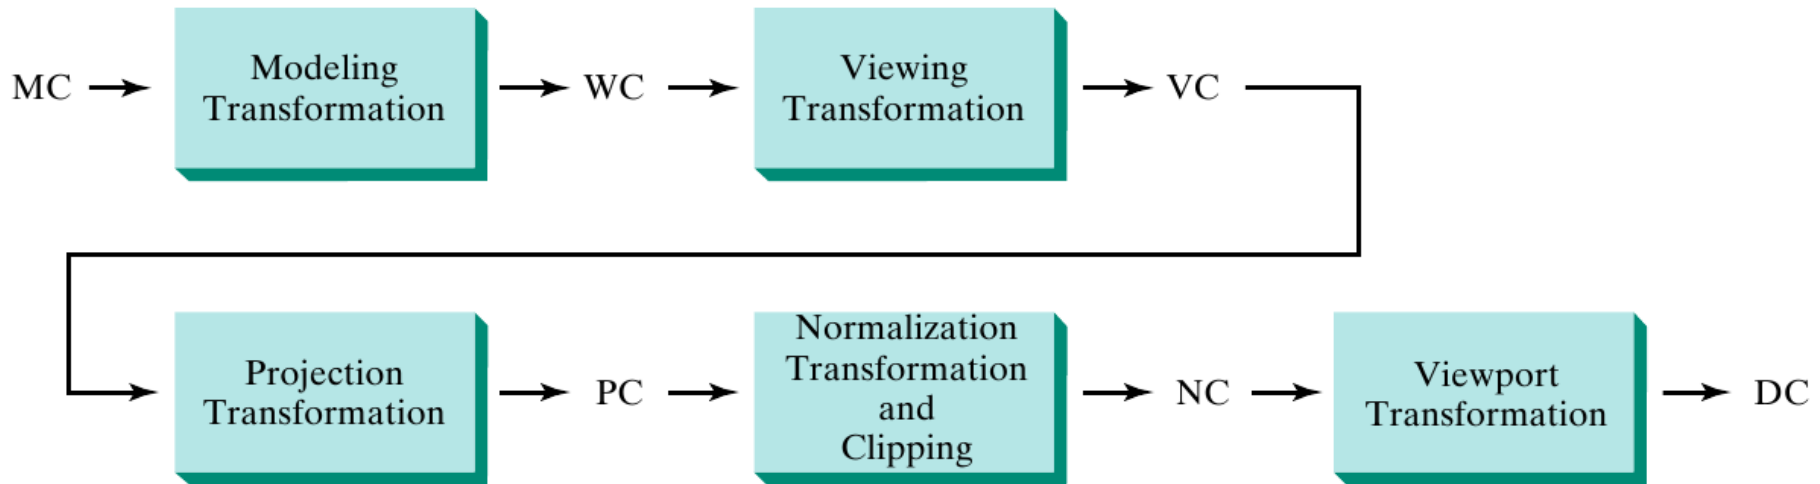 MC
Modeling
Transformation
WC
Viewing
Transformation
VC
Projection
Transformation
PC
Normalization
Transformation
and
Clipping
NC
Viewport
Transformation
DC